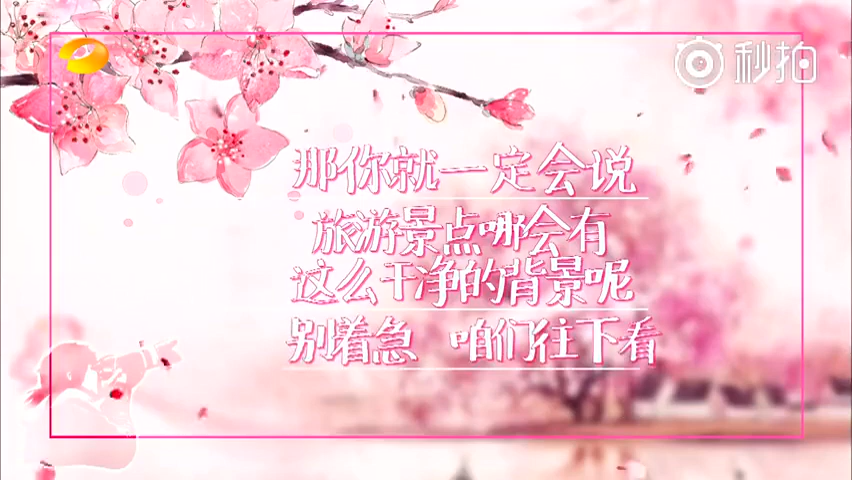 秒拍
那你就一定会说
旅游景点哪会有
这么干净的背景呢
别着急 咱们往下看